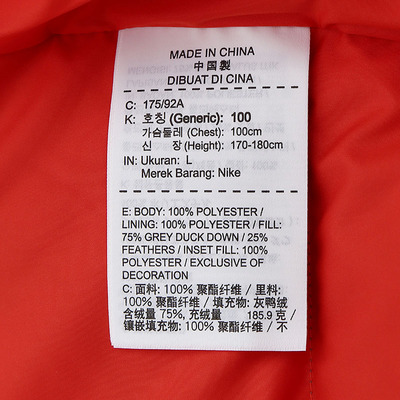 MADE IN CHINA
中国製
DIBUAT DI CINA
C: 175/92A
K: 호칭 (Generic): 100
가슴둘레 (Chest): 100cm
신 장 (Height): 170-180cm
IN: Ukuran: L
Merek Barang: Nike
E: BODY: 100% POLYESTER /
LINING: 100% POLYESTER / FILL:
75% GREY DUCK DOWN / 25%
FEATHERS / INSET FILL: 100%
POLYESTER / EXCLUSIVE OF
DECORATION
C: 面料: 100% 聚酯纤维 / 里料:
100% 聚酯纤维 / 填充物: 灰鸭绒
含绒量 75%, 充绒量 185.9 克 /
镶嵌填充物: 100% 聚酯纤维 / 不